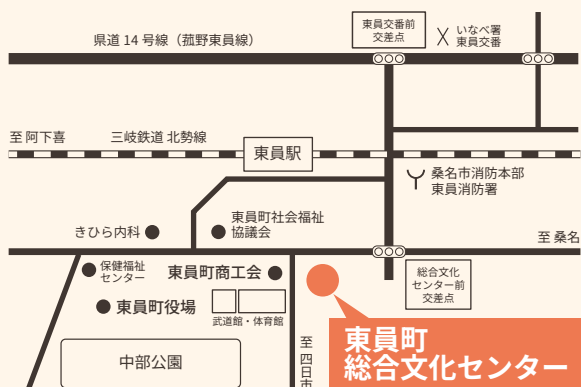 東員交番前
交差点
いなべ署
東員交番
県道 14 号線（菰野東員線）
至 阿下喜
三岐鉄道 北勢線
東員駅
桑名市消防本部
東員消防署
東員町社会福祉
協議会
きひら内科
至 桑名
保健福祉
センター
東員町商工会
総合文化
センター前
交差点
東員町役場
武道館・体育館
至 四日市
東員町
総合文化センター
中部公園